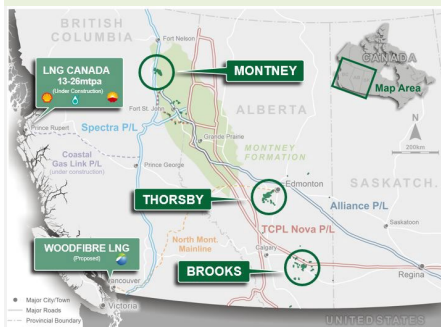 BRITISH
COLUMBIA
Fort Nelson
LNG CANADA
13-26mtpa
(Under Construction)
MONTNEY
CANADA
Map Area
N
200km
Fort St. John
ALBERTA
Prince Rupert
Spectra P/L
Grande Prairie
Coastal
Gas Link P/L
(under construction)
Prince George
MONTNEY
FORMATION
SASKATCH.
THORSBY
Edmonton
Alliance P/L
Saskatoon
TCPL Nova P/L
WOODFIBRE LNG
(Proposed)
North Mont.
Mainline
Calgary
BROOKS
Regina
Vancouver
Victoria
Major City/Town
Major Roads
Provincial Boundary
UNITED STATES